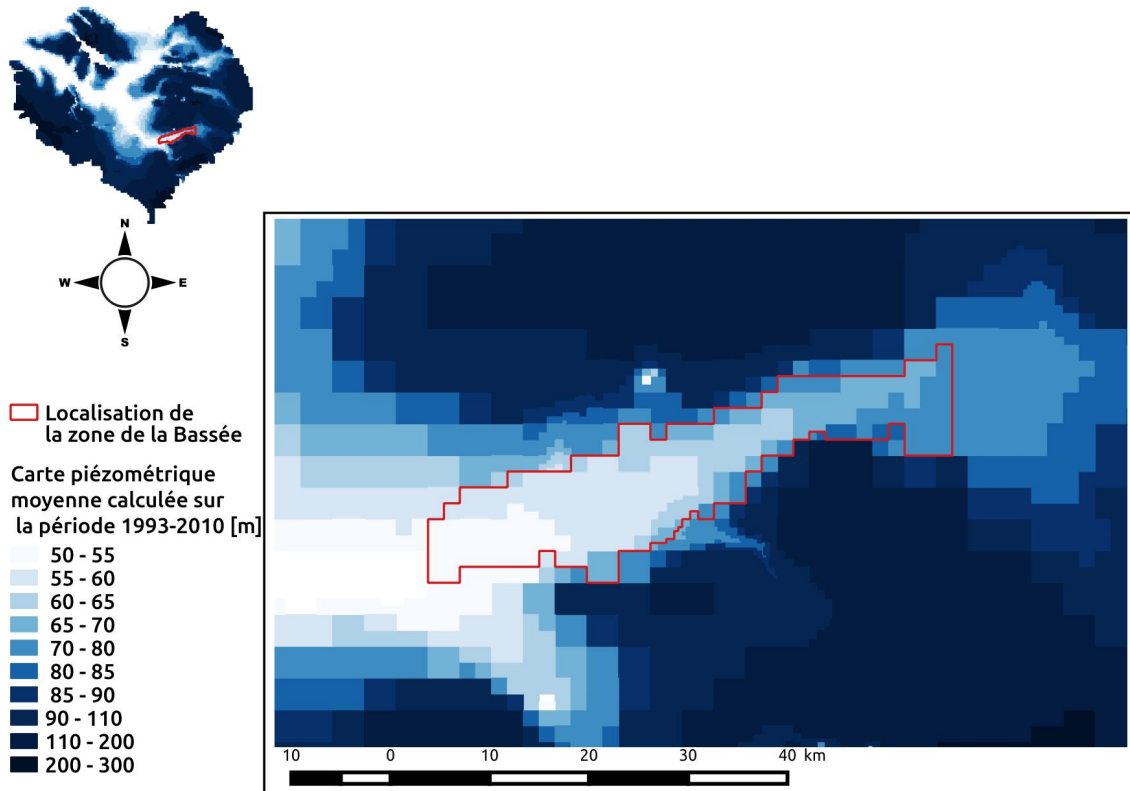 N
W E
S
Localisation de
la zone de la Bassée
Carte piézométrique
moyenne calculée sur
la période 1993-2010 [m]
50 - 55
55 - 60
60 - 65
65 - 70
70 - 80
80 - 85
85 - 90
90 - 110
110 - 200
200 - 300
10 0 10 20 30 40 km